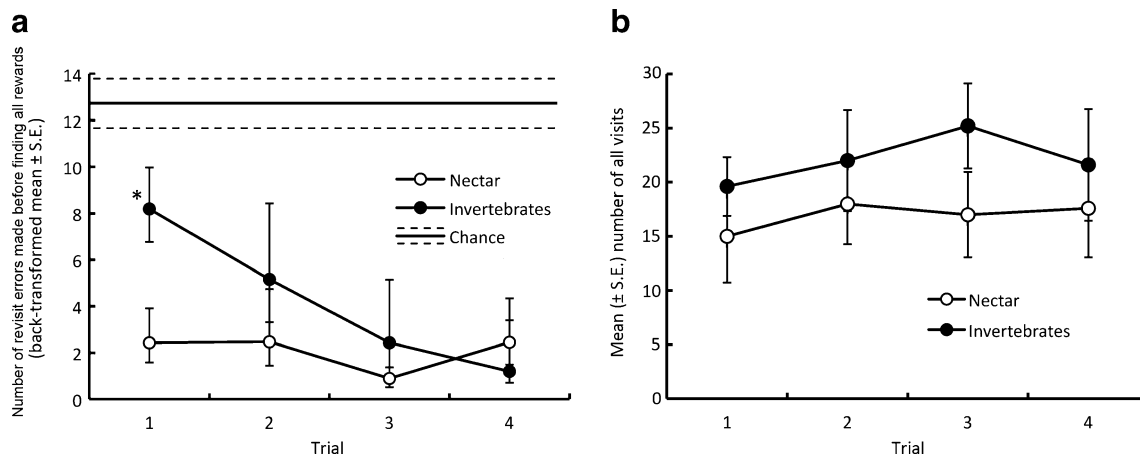 a
Number of revisit errors made before finding all rewards
(back-transformed mean ± S.E.)
14
12
10
8
6
4
2
0
*
Nectar
Invertebrates
Chance
1 2 3 4
Trial
b
Mean (± S.E.) number of all visits
30
25
20
15
10
5
0
Nectar
Invertebrates
1 2 3 4
Trial